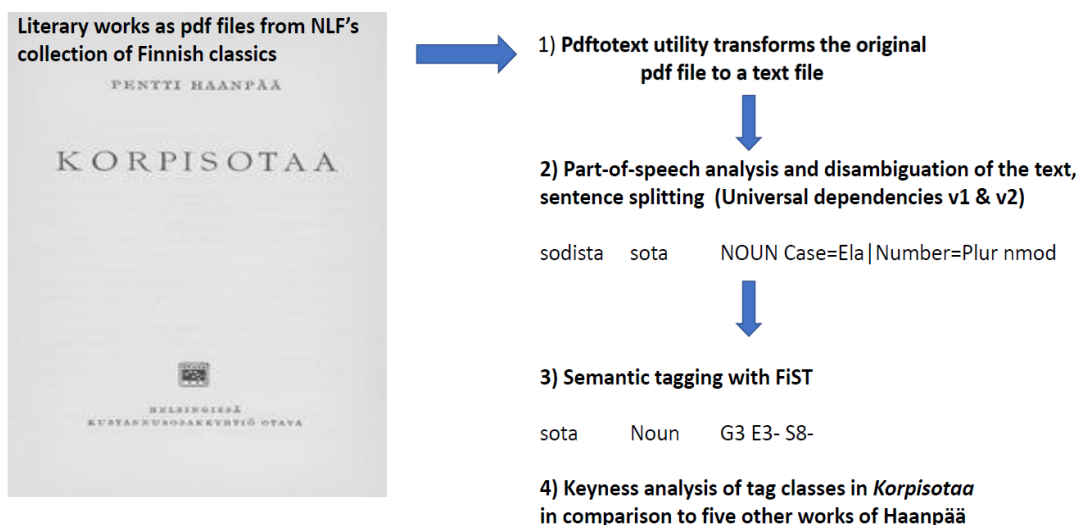 Literary works as pdf files from NLF's
collection of Finnish classics
PENTTI HAANPÄÄ
KORPISOTAA
HELSINGISSÄ
KUSTANNUSOSAKEYHTIÖ OTAVA
1) Pdftotext utility transforms the original
pdf file to a text file
2) Part-of-speech analysis and disambiguation of the text,
sentence splitting (Universal dependencies v1 & v2)
sodista sota NOUN Case=Ela|Number=Plur nmod
3) Semantic tagging with FiST
sota Noun G3 E3- S8-
4) Keyness analysis of tag classes in Korpisotaa
in comparison to five other works of Haanpää